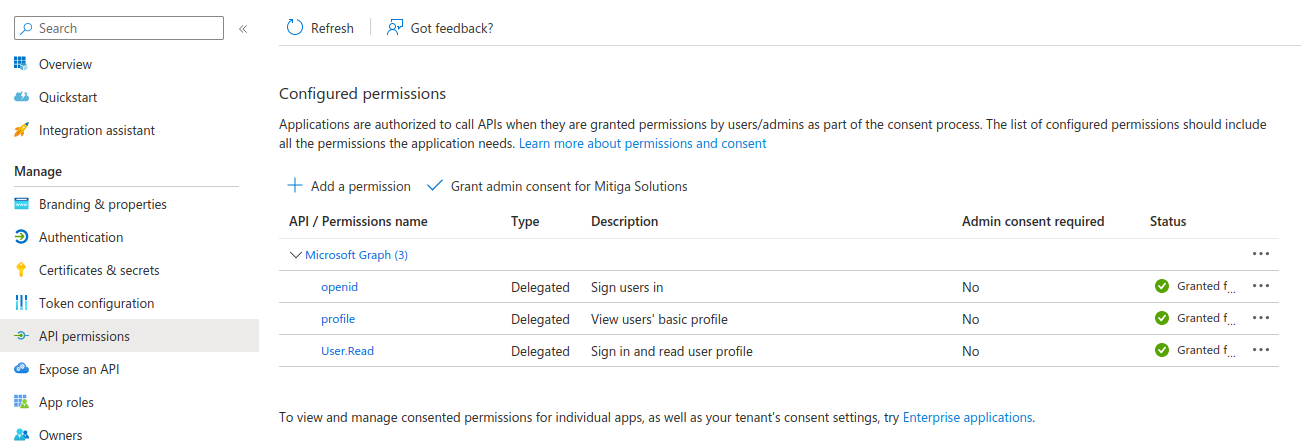 Search
«
Overview
Quickstart
Integration assistant
Manage
Branding & properties
Authentication
Certificates & secrets
Token configuration
API permissions
Expose an API
App roles
Owners
Refresh
Got feedback?
Configured permissions
Applications are authorized to call APIs when they are granted permissions by users/admins as part of the consent process. The list of configured permissions should include
all the permissions the application needs. Learn more about permissions and consent
Add a permission Grant admin consent for Mitiga Solutions
API / Permissions name Type Description Admin consent required Status
Microsoft Graph (3) ...
openid Delegated Sign users in No Granted f... ...
profile Delegated View users' basic profile No Granted f... ...
User.Read Delegated Sign in and read user profile No Granted f... ...
To view and manage consented permissions for individual apps, as well as your tenant's consent settings, try Enterprise applications.